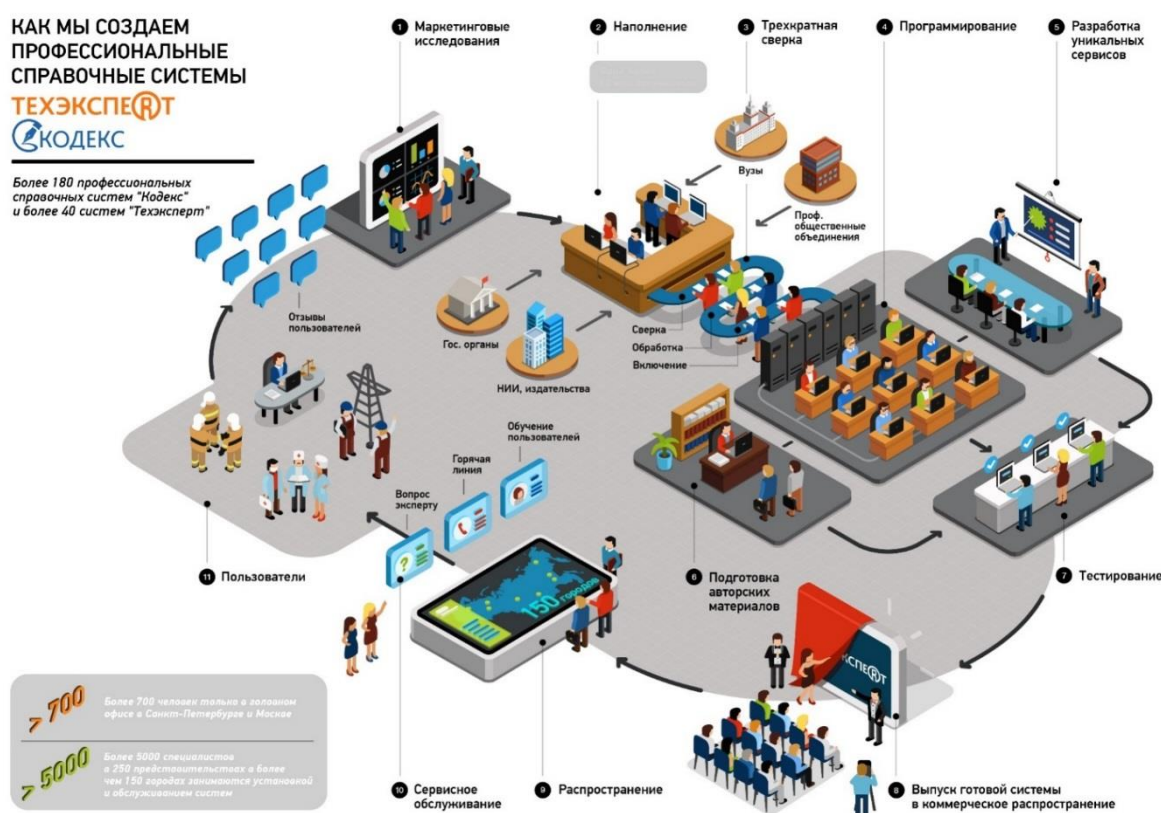 КАК МЫ СОЗДАЕМ
ПРОФЕССИОНАЛЬНЫЕ
СПРАВОЧНЫЕ СИСТЕМЫ
ТЕХЭКСПЕRТ
КОДЕКС
Более 180 профессиональных
справочных систем "Кодекс"
и более 40 систем "Техэксперт"
1 Маркетинговые
исследования
2 Наполнение
3 Трехкратная
сверка
4 Программирование
5 Разработка
уникальных
сервисов
Вузы
Проф.
общественные
объединения
Отзывы
пользователей
Гос. органы
НИИ, издательства
Сверка
Обработка
Включение
Обучение
пользователей
Горячая
линия
Вопрос
эксперту
?
150 городов
11 Пользователи
6 Подготовка
авторских
материалов
7 Тестирование
КСПЕRТ
> 700
Более 700 человек только в головном
офисе в Санкт-Петербурге и Москве
> 5000
Более 5000 специалистов
в 250 представительствах в более
чем 150 городах занимаются установкой
и обслуживанием систем
10 Сервисное
обслуживание
9 Распространение
8 Выпуск готовой системы
в коммерческое распространение